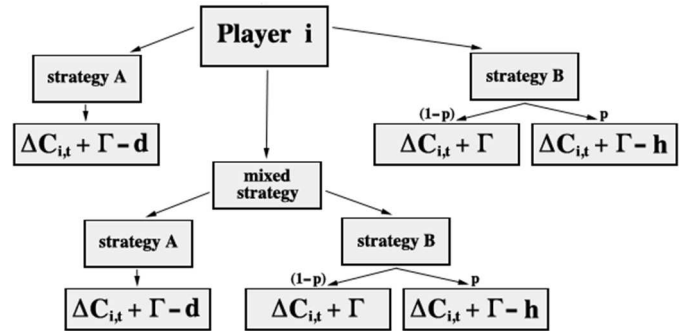 Player i
strategy A
strategy B
(1-p)
p
ΔC_{i,t} + Γ - d
ΔC_{i,t} + Γ
ΔC_{i,t} + Γ - h
mixed
strategy
strategy A
strategy B
(1-p)
p
ΔC_{i,t} + Γ - d
ΔC_{i,t} + Γ
ΔC_{i,t} + Γ - h